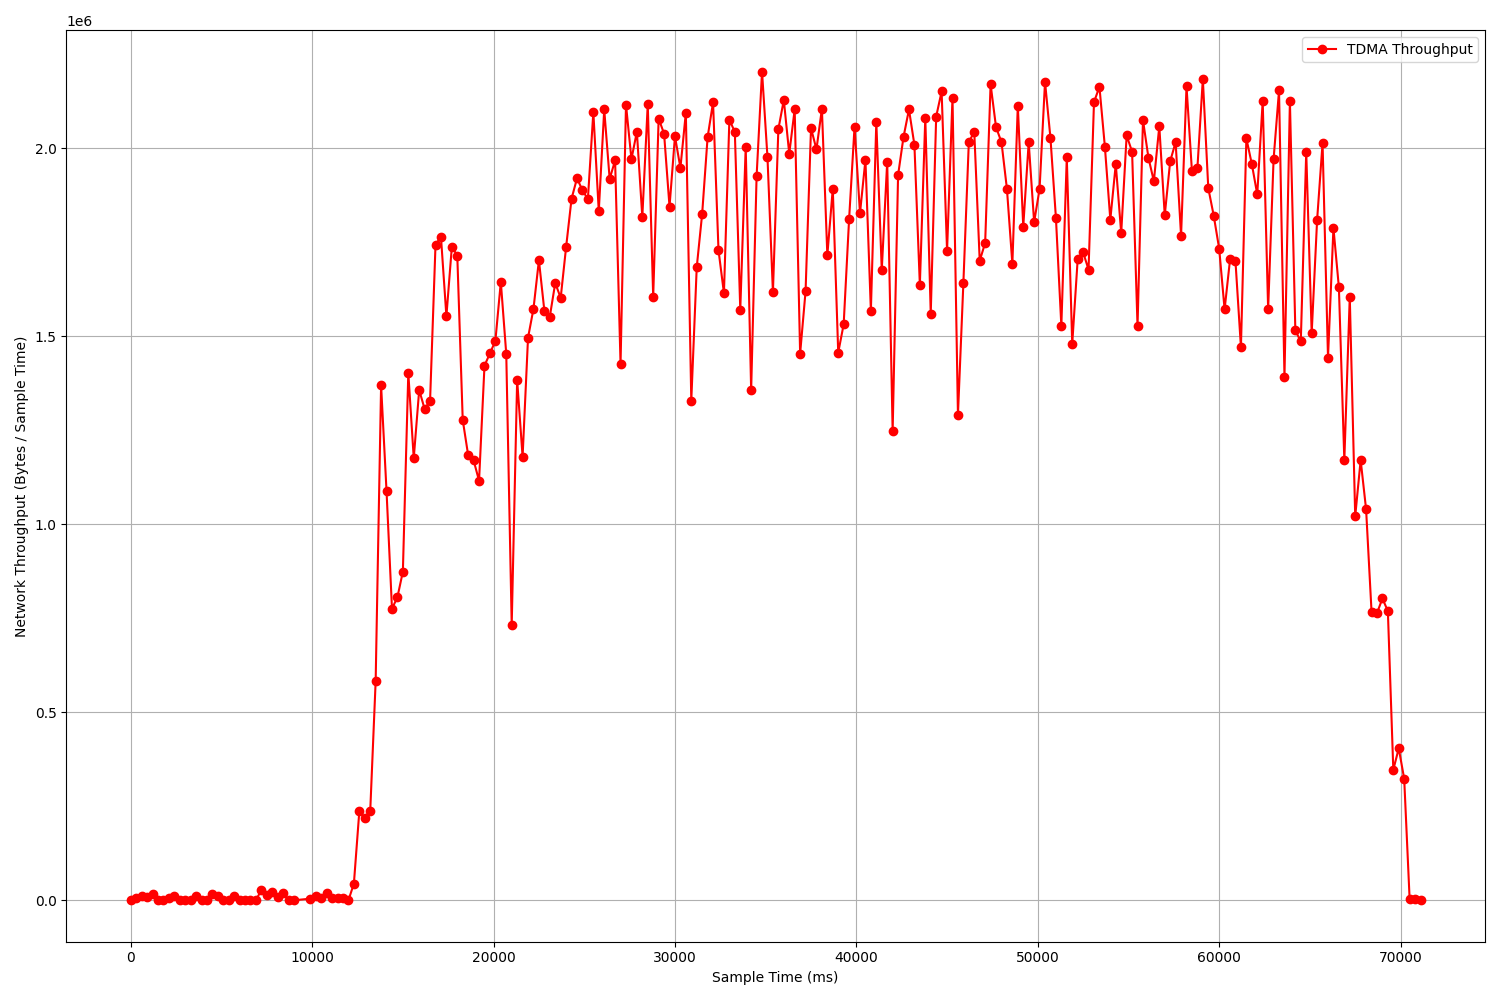 1e6
TDMA Throughput
2.0
1.5
1.0
0.5
0.0
Network Throughput (Bytes / Sample Time)
0 10000 20000 30000 40000 50000 60000 70000
Sample Time (ms)